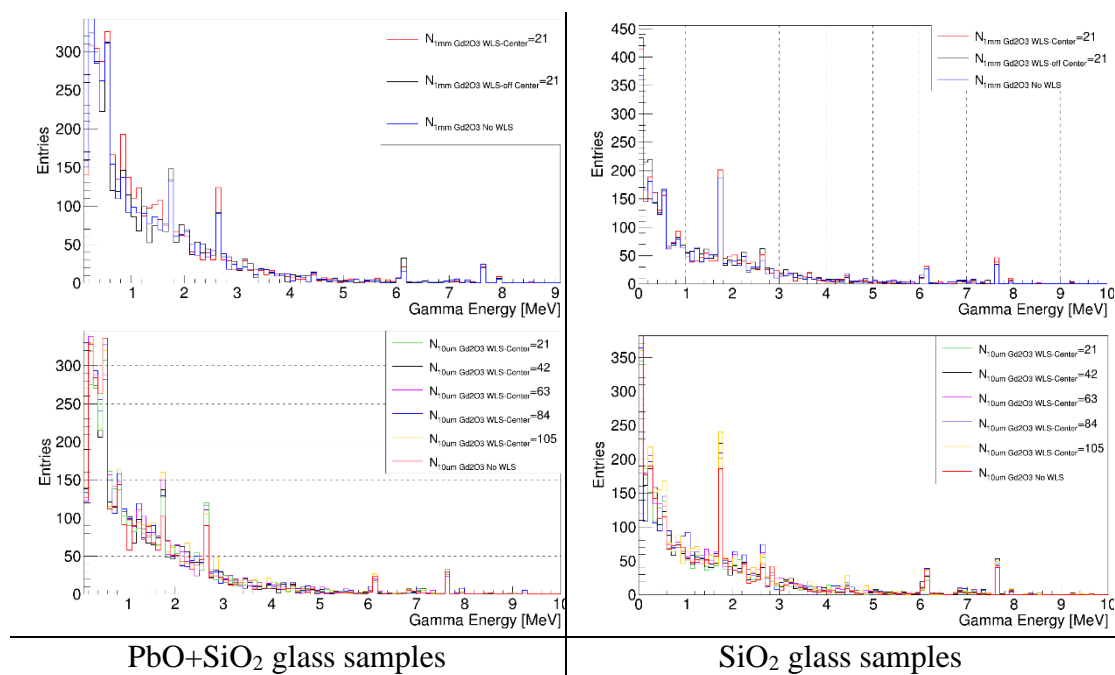 N1mm Gd2O3 WLS-Center=21
N1mm Gd2O3 WLS-off Center=21
N1mm Gd2O3 No WLS
Entries
300
250
200
150
100
50
0
1 2 3 4 5 6 7 8 9
Gamma Energy [MeV]
N1mm Gd2O3 WLS-Center=21
N1mm Gd2O3 WLS-off Center=21
N1mm Gd2O3 No WLS
Entries
450
400
350
300
250
200
150
100
50
0
0 1 2 3 4 5 6 7 8 9 10
Gamma Energy [MeV]
N10um Gd2O3 WLS-Center=21
N10um Gd2O3 WLS-Center=42
N10um Gd2O3 WLS-Center=63
N10um Gd2O3 WLS-Center=84
N10um Gd2O3 WLS-Center=105
N10um Gd2O3 No WLS
Entries
300
250
200
150
100
50
0
1 2 3 4 5 6 7 8 9 10
Gamma Energy [MeV]
N10um Gd2O3 WLS-Center=21
N10um Gd2O3 WLS-Center=42
N10um Gd2O3 WLS-Center=63
N10um Gd2O3 WLS-Center=84
N10um Gd2O3 WLS-Center=105
N10um Gd2O3 No WLS
Entries
350
300
250
200
150
100
50
0
0 1 2 3 4 5 6 7 8 9 10
Gamma Energy [MeV]
PbO+SiO2 glass samples
SiO2 glass samples